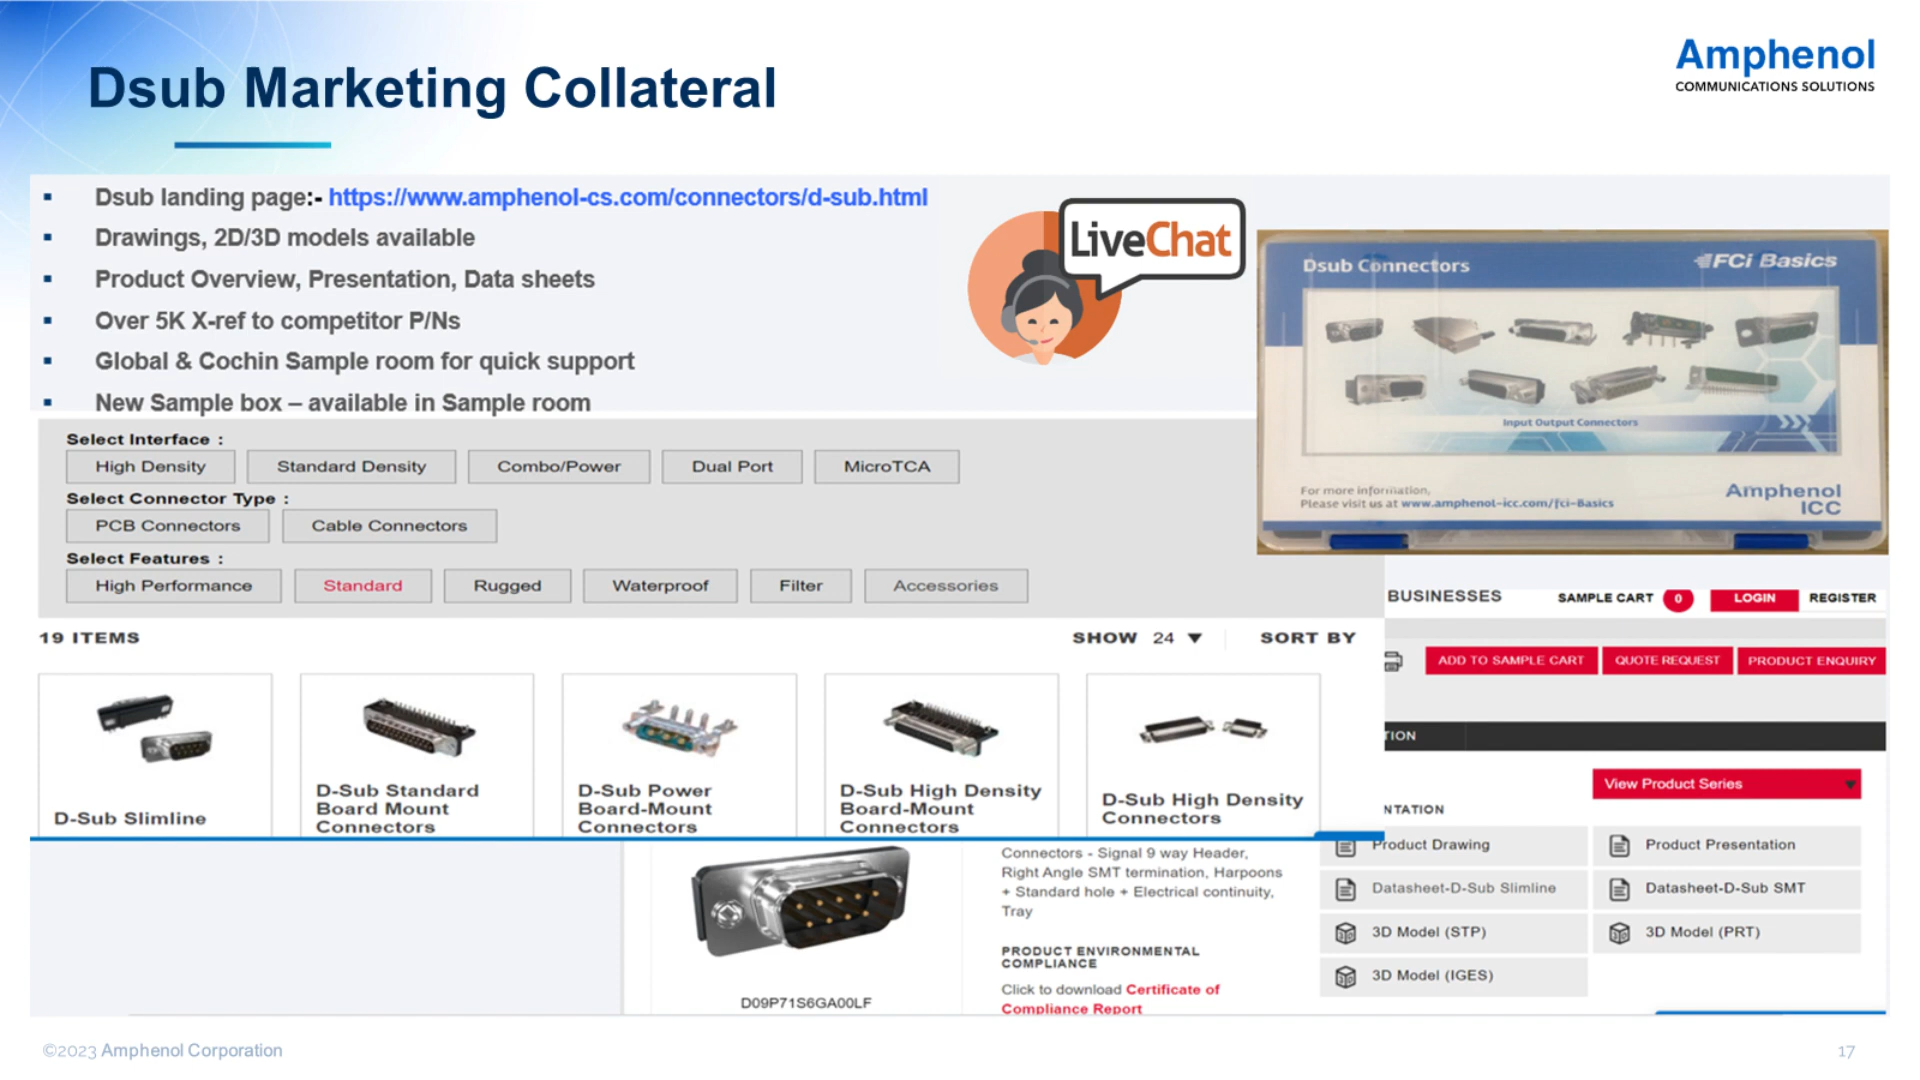 Dsub Marketing Collateral
Amphenol
COMMUNICATIONS SOLUTIONS
Dsub landing page:- https://www.amphenol-cs.com/connectors/d-sub.html
Drawings, 2D/3D models available
Product Overview, Presentation, Data sheets
Over 5K X-ref to competitor P/Ns
Global & Cochin Sample room for quick support
New Sample box – available in Sample room
LiveChat
Dsub Connectors
FCi Basics
Input Output Connectors
For more information,
Please visit us at www.amphenol-icc.com/fci-Basics
Amphenol
ICC
Select Interface :
High Density
Standard Density
Combo/Power
Dual Port
MicroTCA
Select Connector Type :
PCB Connectors
Cable Connectors
Select Features :
High Performance
Standard
Rugged
Waterproof
Filter
Accessories
19 ITEMS
SHOW 24
SORT BY
D-Sub Slimline
D-Sub Standard
Board Mount
Connectors
D-Sub Power
Board-Mount
Connectors
D-Sub High Density
Board-Mount
Connectors
D-Sub High Density
Connectors
BUSINESSES
SAMPLE CART
0
LOGIN
REGISTER
ADD TO SAMPLE CART
QUOTE REQUEST
PRODUCT ENQUIRY
TION
View Product Series
NTATION
Product Drawing
Product Presentation
Datasheet-D-Sub Slimline
Datasheet-D-Sub SMT
3D Model (STP)
3D Model (PRT)
3D Model (IGES)
D09P71S6GA00LF
Connectors - Signal 9 way Header,
Right Angle SMT termination, Harpoons
+ Standard hole + Electrical continuity,
Tray
PRODUCT ENVIRONMENTAL
COMPLIANCE
Click to download Certificate of
Compliance Report
©2023 Amphenol Corporation
17